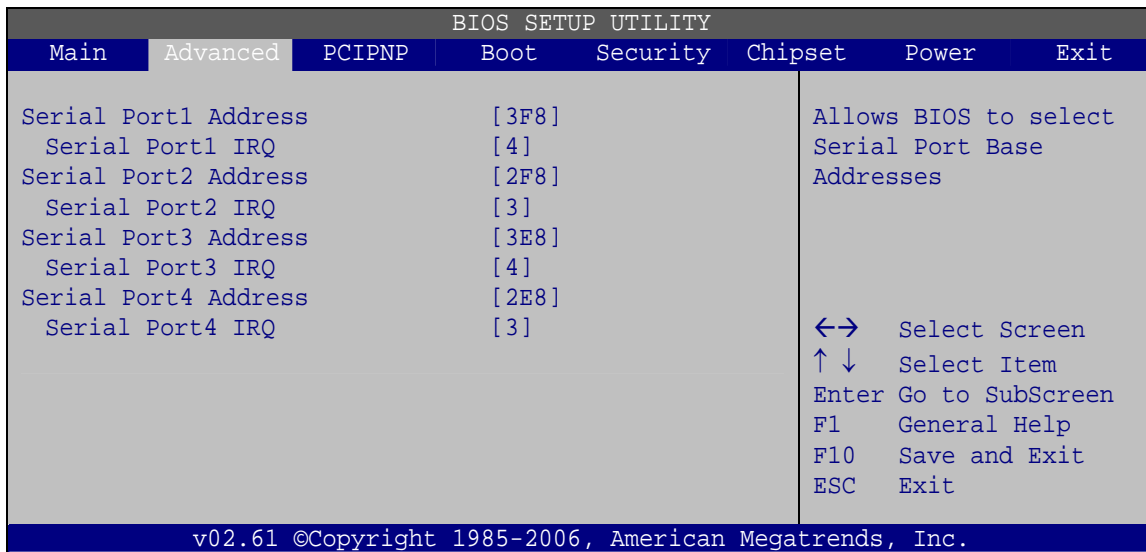 BIOS SETUP UTILITY
Main Advanced PCIPNP Boot Security Chipset Power Exit
Serial Port1 Address [3F8]
Serial Port1 IRQ [4]
Serial Port2 Address [2F8]
Serial Port2 IRQ [3]
Serial Port3 Address [3E8]
Serial Port3 IRQ [4]
Serial Port4 Address [2E8]
Serial Port4 IRQ [3]
Allows BIOS to select
Serial Port Base
Addresses
←→ Select Screen
↑ ↓ Select Item
Enter Go to SubScreen
F1 General Help
F10 Save and Exit
ESC Exit
v02.61 ©Copyright 1985-2006, American Megatrends, Inc.